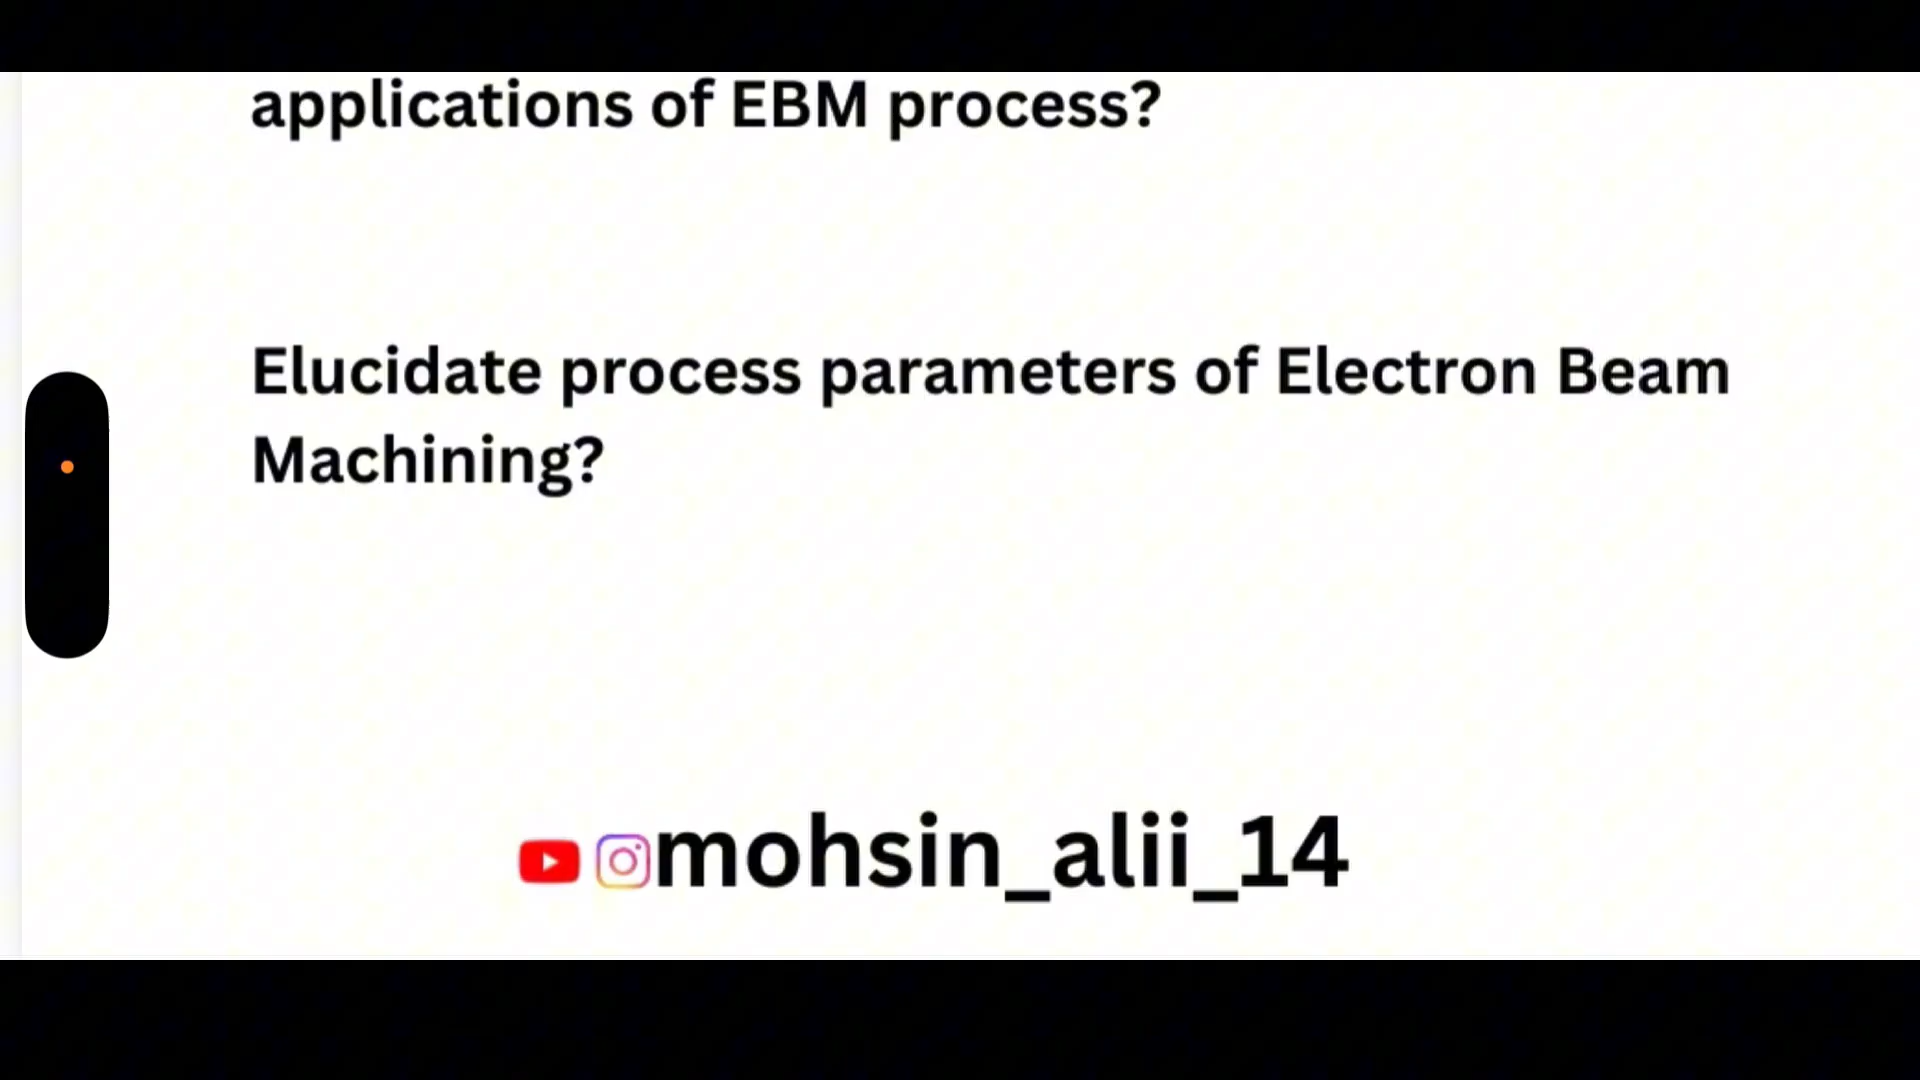 applications of EBM process?
Elucidate process parameters of Electron Beam
Machining?
mohsin_alii_14